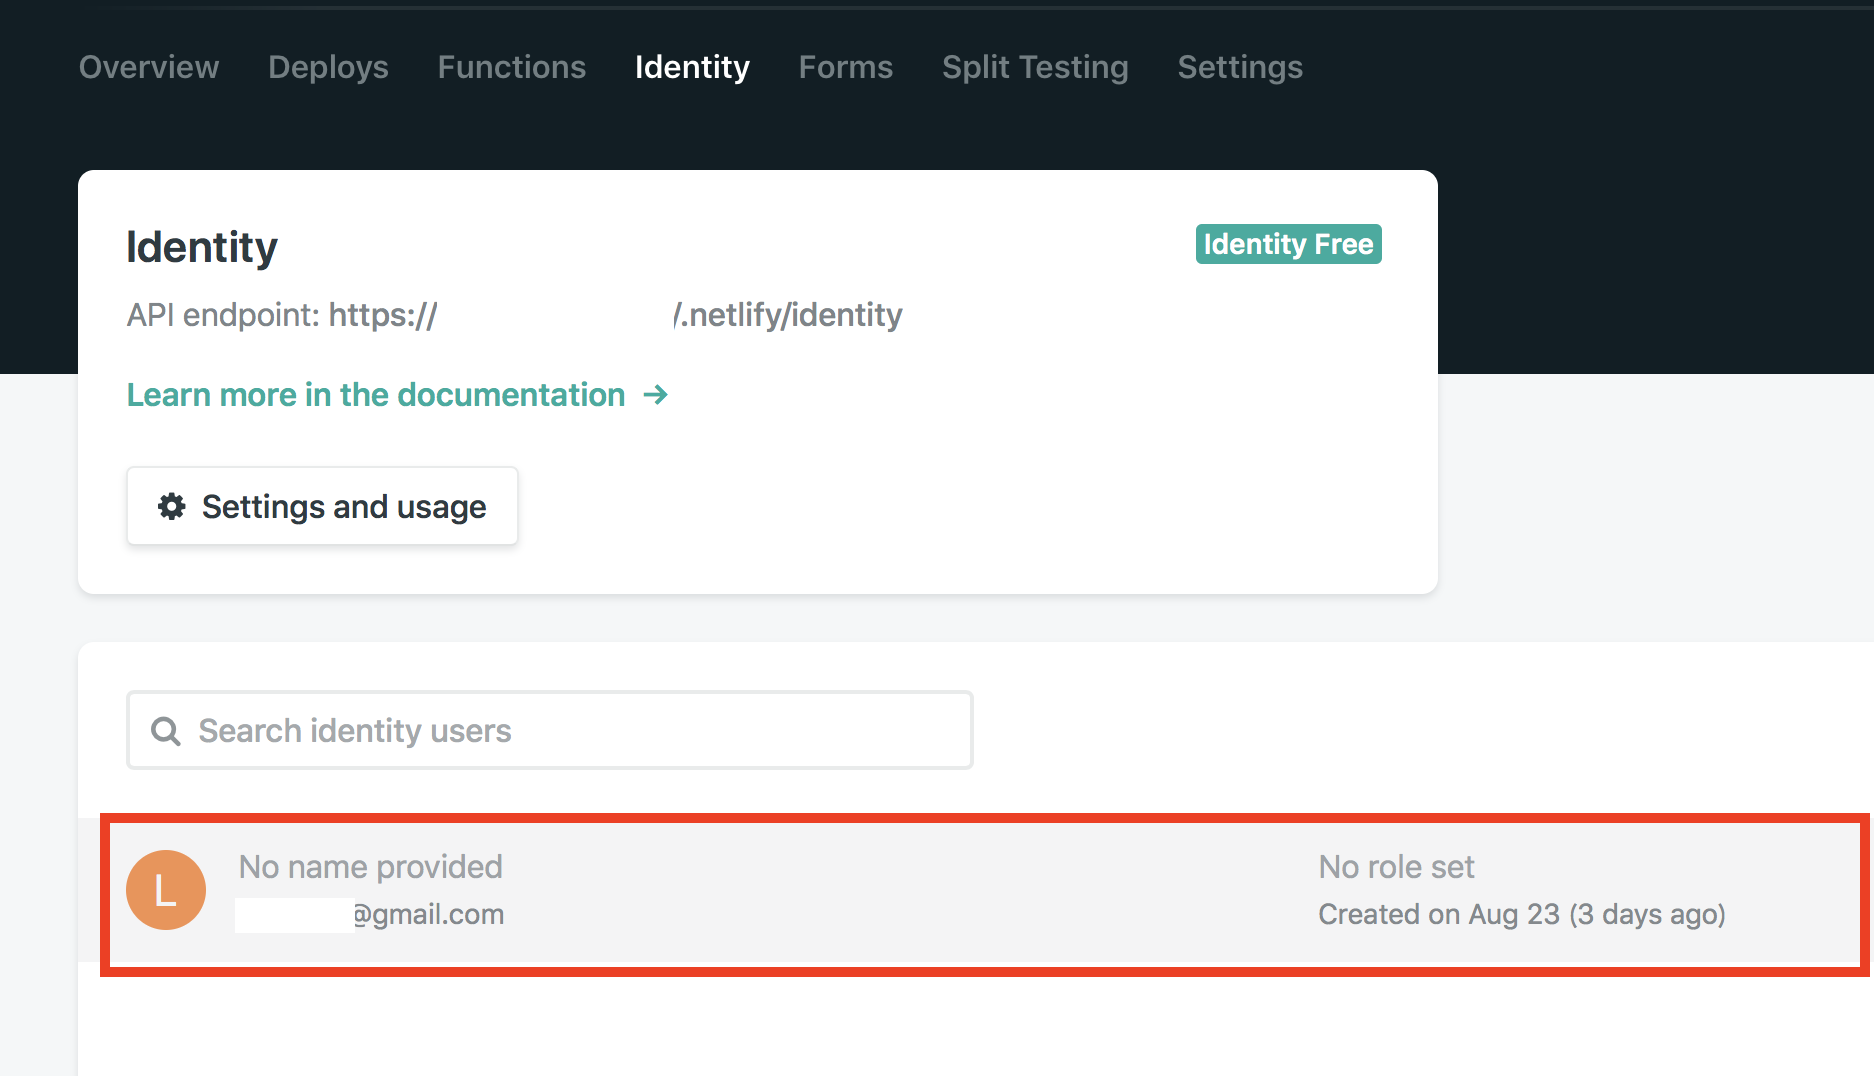 Overview Deploys Functions Identity Forms Split Testing Settings
Identity
Identity Free
API endpoint: https:// /.netlify/identity
Learn more in the documentation →
Settings and usage
Search identity users
L
No name provided
@gmail.com
No role set
Created on Aug 23 (3 days ago)